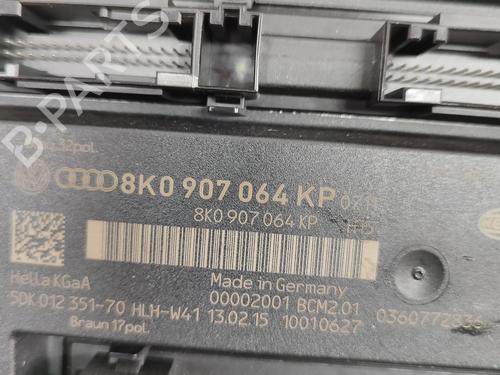 B-PARTS
32pol.
8K0 907 064 KP
8K0 907 064 KP
Hella KGaA
Made in Germany
00002001 BCM2.01
5DK 012 351-70 HLH-W41 13.02.15 10010627
Braun 17pol.